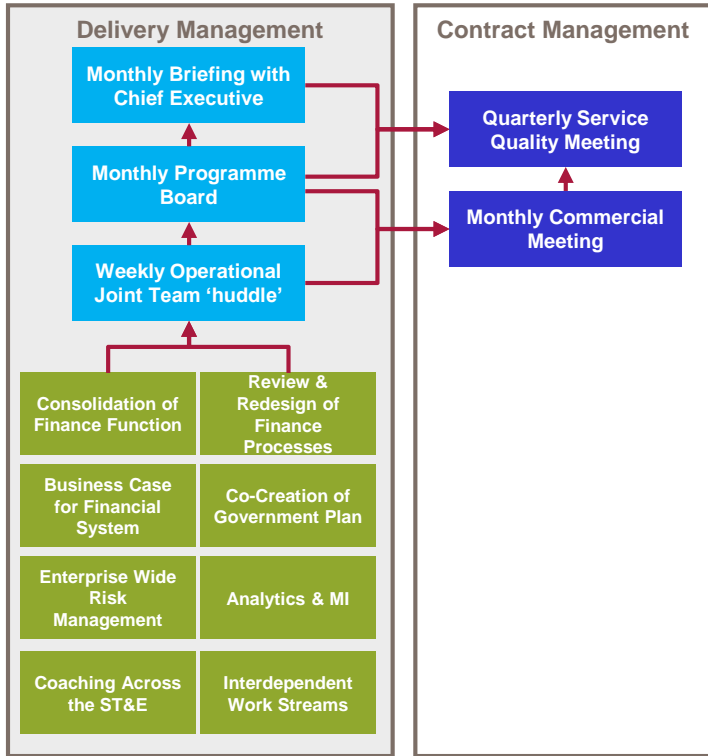 Delivery Management
Monthly Briefing with
Chief Executive
Monthly Programme
Board
Weekly Operational
Joint Team ‘huddle’
Consolidation of
Finance Function
Review &
Redesign of
Finance
Processes
Business Case
for Financial
System
Co-Creation of
Government Plan
Enterprise Wide
Risk
Management
Analytics & MI
Coaching Across
the ST&E
Interdependent
Work Streams
Contract Management
Quarterly Service
Quality Meeting
Monthly Commercial
Meeting